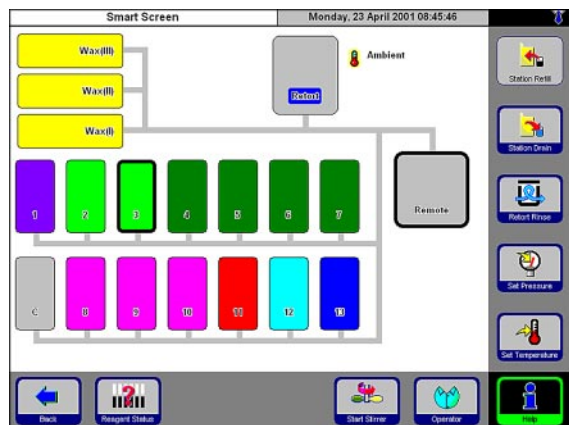 Smart Screen
Monday, 23 April 2001 08:45:46
Wax(III)
Wax(II)
Wax(I)
Retort
Ambient
Remote
1
2
3
4
5
6
7
C
8
9
10
11
12
13
Station Refill
Station Drain
Retort Rinse
Set Pressure
Set Temperature
Back
Reagent Status
Start Stirrer
Operator
Help